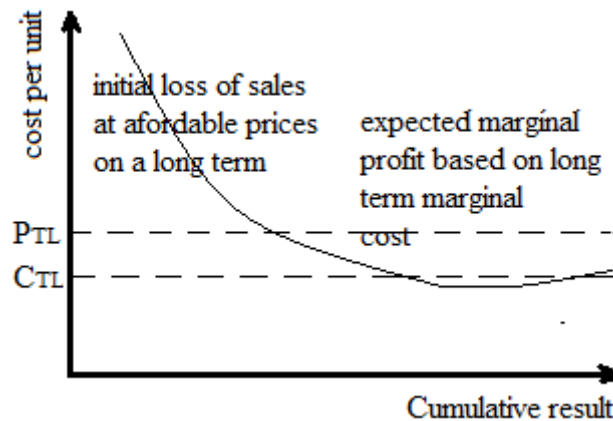 cost per unit
initial loss of sales
at afordable prices
on a long term
expected marginal
profit based on long
term marginal
cost
PTL
CTL
Cumulative result